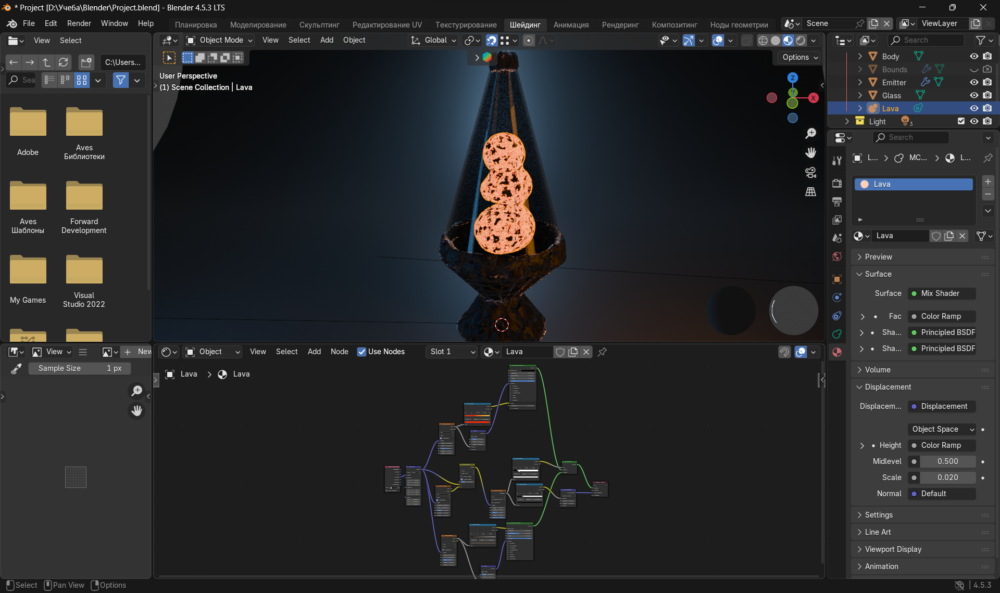 * Project [D:\Учеба\Blender\Project.blend] - Blender 4.5.3 LTS
File Edit Render Window Help
Планировка Моделирование Скульптинг Редактирование UV Текстурирование Шейдинг Анимация Рендеринг Композитинг Ноды геометрии
Scene
ViewLayer
View Select
Object Mode View Select Add Object
Global
Search
C:\Users...
Options
Sea
User Perspective
(1) Scene Collection | Lava
Z
Y
X
Body
Bounds
Emitter
Glass
Lava
Light
3
Search
L... MC... L...
Lava
Lava
Preview
Surface
Surface Mix Shader
Fac Color Ramp
Sha... Principled BSDF
Sha... Principled BSDF
Volume
Displacement
Displacem... Displacement
Object Space
Height Color Ramp
Midlevel 0.500
Scale 0.020
Normal Default
Settings
Line Art
Viewport Display
Animation
Adobe
Aves
Библиотеки
Aves
Шаблоны
Forward
Development
My Games
Visual
Studio 2022
View
New
Sample Size 1 px
Object View Select Add Node Use Nodes Slot 1 Lava
Lava Lava
Select Pan View Options
4.5.3